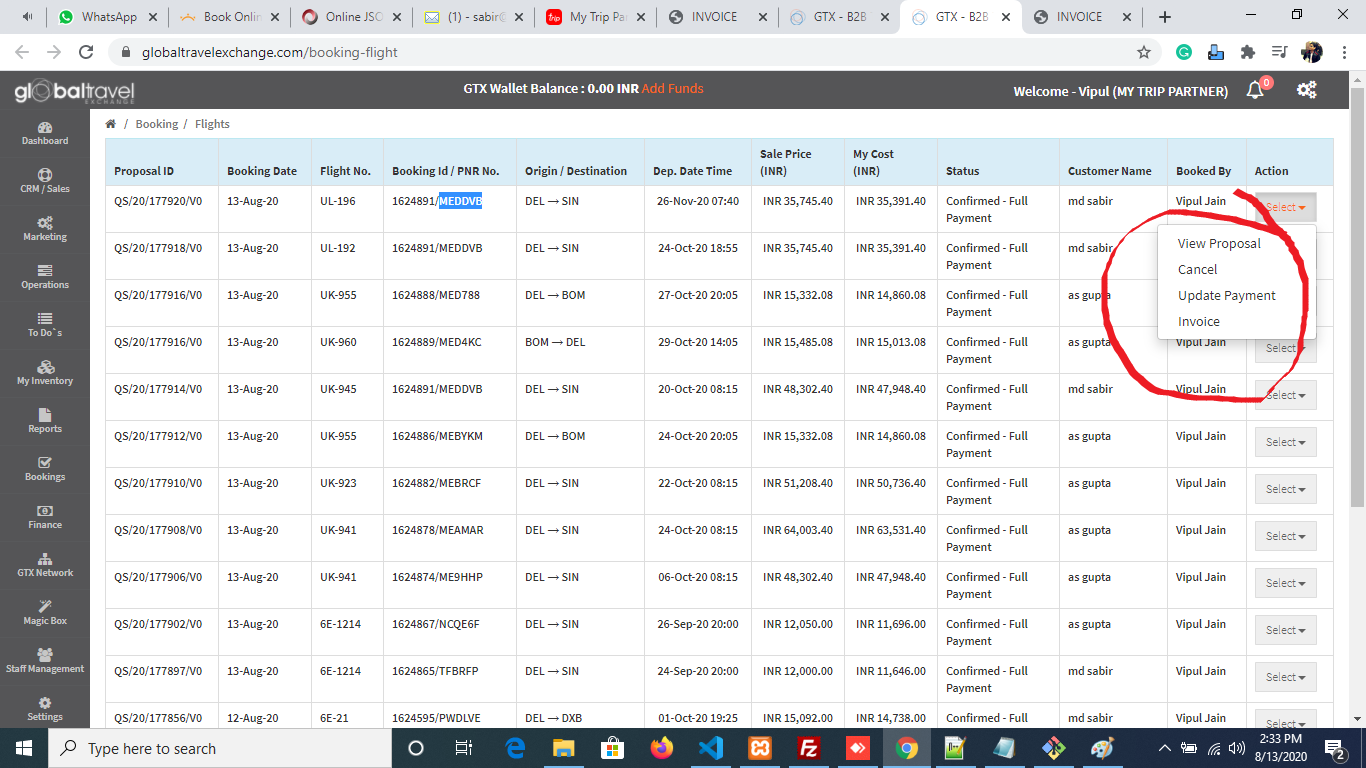 WhatsApp
Book Onlin
Online JSO
(1) - sabir@
My Trip Pa
INVOICE
GTX - B2B
GTX - B2B
INVOICE
globaltravelexchange.com/booking-flight
globaltravel
EXCHANGE
GTX Wallet Balance : 0.00 INR Add Funds
Welcome - Vipul (MY TRIP PARTNER)
0
Dashboard
CRM / Sales
Marketing
Operations
To Do`s
My Inventory
Reports
Bookings
Finance
GTX Network
Magic Box
Staff Management
Settings
/ Booking / Flights
Proposal ID Booking Date Flight No. Booking Id / PNR No. Origin / Destination Dep. Date Time Sale Price (INR) My Cost (INR) Status Customer Name Booked By Action
QS/20/177920/V0 13-Aug-20 UL-196 1624891/MEDDVB DEL → SIN 26-Nov-20 07:40 INR 35,745.40 INR 35,391.40 Confirmed - Full Payment md sabir Vipul Jain Select
View Proposal
Cancel
Update Payment
Invoice
QS/20/177918/V0 13-Aug-20 UL-192 1624891/MEDDVB DEL → SIN 24-Oct-20 18:55 INR 35,745.40 INR 35,391.40 Confirmed - Full Payment md sabir
QS/20/177916/V0 13-Aug-20 UK-955 1624888/MED788 DEL → BOM 27-Oct-20 20:05 INR 15,332.08 INR 14,860.08 Confirmed - Full Payment as gupta
QS/20/177916/V0 13-Aug-20 UK-960 1624889/MED4KC BOM → DEL 29-Oct-20 14:05 INR 15,485.08 INR 15,013.08 Confirmed - Full Payment as gupta Vipul Jain Select
QS/20/177914/V0 13-Aug-20 UK-945 1624891/MEDDVB DEL → SIN 20-Oct-20 08:15 INR 48,302.40 INR 47,948.40 Confirmed - Full Payment md sabir Vipul Jain Select
QS/20/177912/V0 13-Aug-20 UK-955 1624886/MEBYKM DEL → BOM 24-Oct-20 20:05 INR 15,332.08 INR 14,860.08 Confirmed - Full Payment as gupta Vipul Jain Select
QS/20/177910/V0 13-Aug-20 UK-923 1624882/MEBRCF DEL → SIN 22-Oct-20 08:15 INR 51,208.40 INR 50,736.40 Confirmed - Full Payment as gupta Vipul Jain Select
QS/20/177908/V0 13-Aug-20 UK-941 1624878/MEAMAR DEL → SIN 24-Oct-20 08:15 INR 64,003.40 INR 63,531.40 Confirmed - Full Payment as gupta Vipul Jain Select
QS/20/177906/V0 13-Aug-20 UK-941 1624874/ME9HHP DEL → SIN 06-Oct-20 08:15 INR 48,302.40 INR 47,948.40 Confirmed - Full Payment as gupta Vipul Jain Select
QS/20/177902/V0 13-Aug-20 6E-1214 1624867/NCQE6F DEL → SIN 26-Sep-20 20:00 INR 12,050.00 INR 11,696.00 Confirmed - Full Payment as gupta Vipul Jain Select
QS/20/177897/V0 13-Aug-20 6E-1214 1624865/TFBRFP DEL → SIN 24-Sep-20 20:00 INR 12,000.00 INR 11,646.00 Confirmed - Full Payment md sabir Vipul Jain Select
QS/20/177856/V0 12-Aug-20 6E-21 1624595/PWDLVE DEL → DXB 01-Oct-20 19:25 INR 15,092.00 INR 14,738.00 Confirmed - Full md sabir Vipul Jain Select
Type here to search
2:33 PM
8/13/2020
2